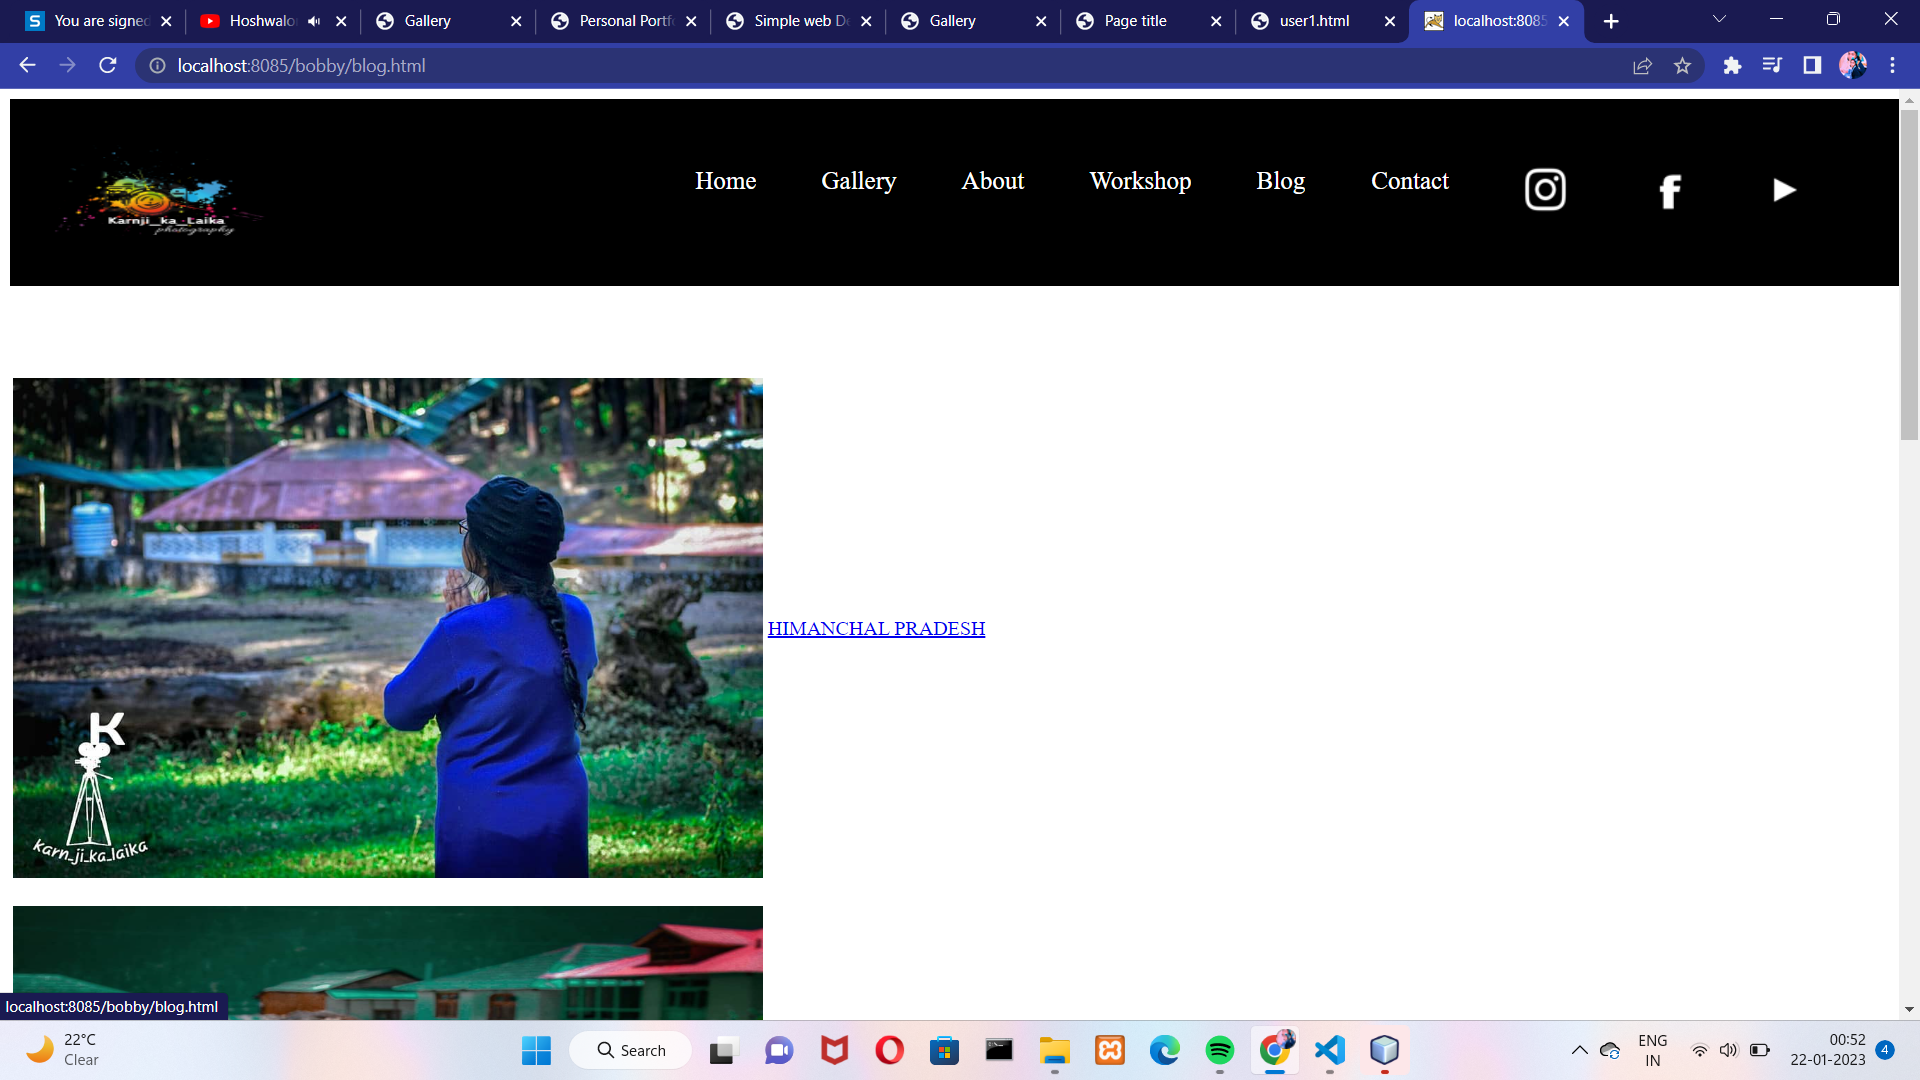 You are signed
Hoshwalo
Gallery
Personal Portf
Simple web De
Gallery
Page title
user1.html
localhost:8085
localhost:8085/bobby/blog.html
Karnji_ka_Laika
photography
Home
Gallery
About
Workshop
Blog
Contact
HIMANCHAL PRADESH
K
karn_ji_ka_laika
localhost:8085/bobby/blog.html
22°C
Clear
Search
ENG
IN
00:52
22-01-2023
4